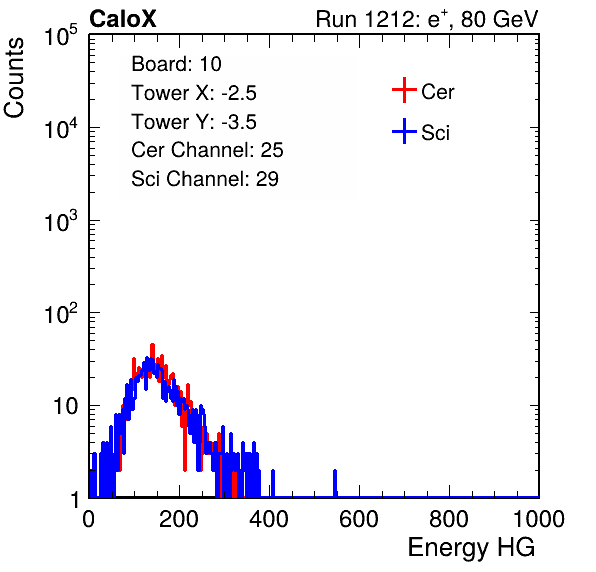 CaloX Run 1212: e⁺, 80 GeV
Counts
10⁵
10⁴
10³
10²
10
1
Board: 10
Tower X: -2.5
Tower Y: -3.5
Cer Channel: 25
Sci Channel: 29
Cer
Sci
0 200 400 600 800 1000
Energy HG